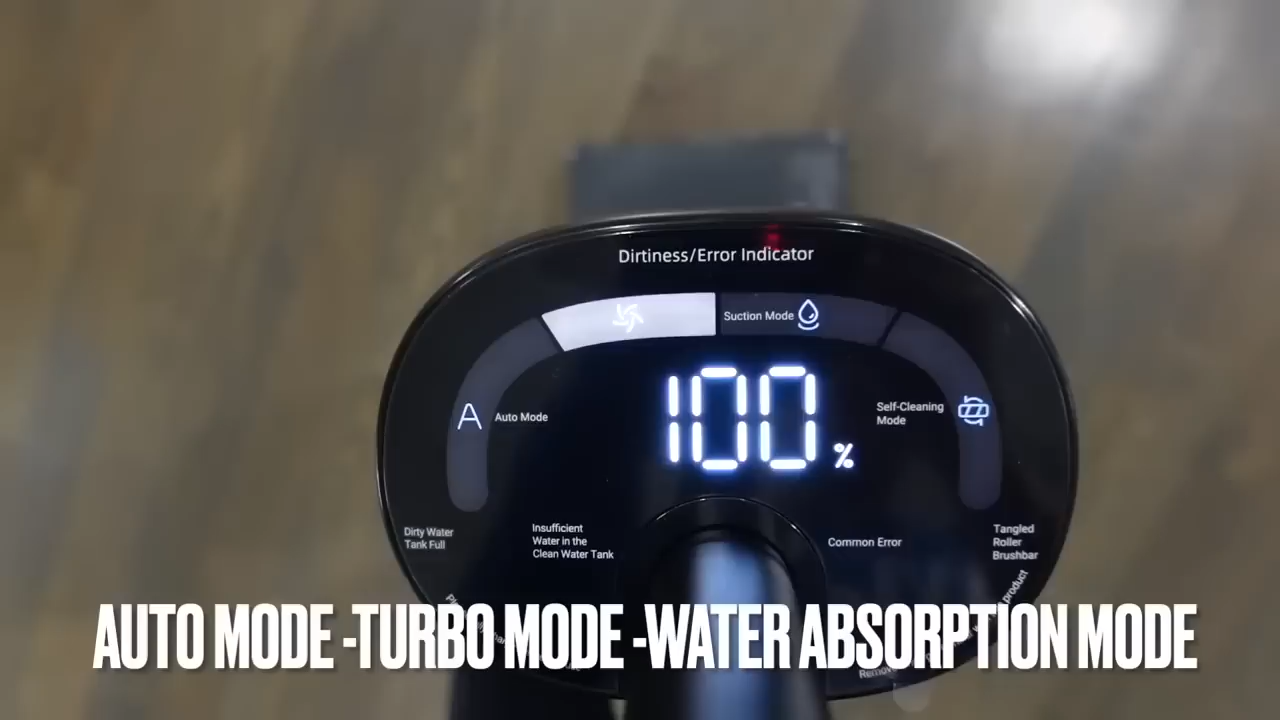 Dirtiness/Error Indicator
Suction Mode
A Auto Mode
100%
Self-Cleaning
Mode
Dirty Water
Tank Full
Insufficient
Water in the
Clean Water Tank
Common Error
Tangled
Roller
Brushbar
product
AUTO MODE -TURBO MODE -WATER ABSORPTION MODE